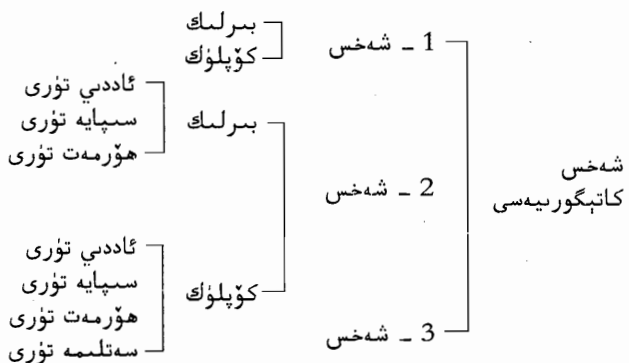 شەخس
كاتېگورىيەسى
1 ـ شەخس
بىرلىك
كۆپلۈك
2 ـ شەخس
بىرلىك
ئاددىي تۈرى
سىپايە تۈرى
ھۆرمەت تۈرى
كۆپلۈك
ئاددىي تۈرى
سىپايە تۈرى
ھۆرمەت تۈرى
سەتلىمە تۈرى
3 ـ شەخس